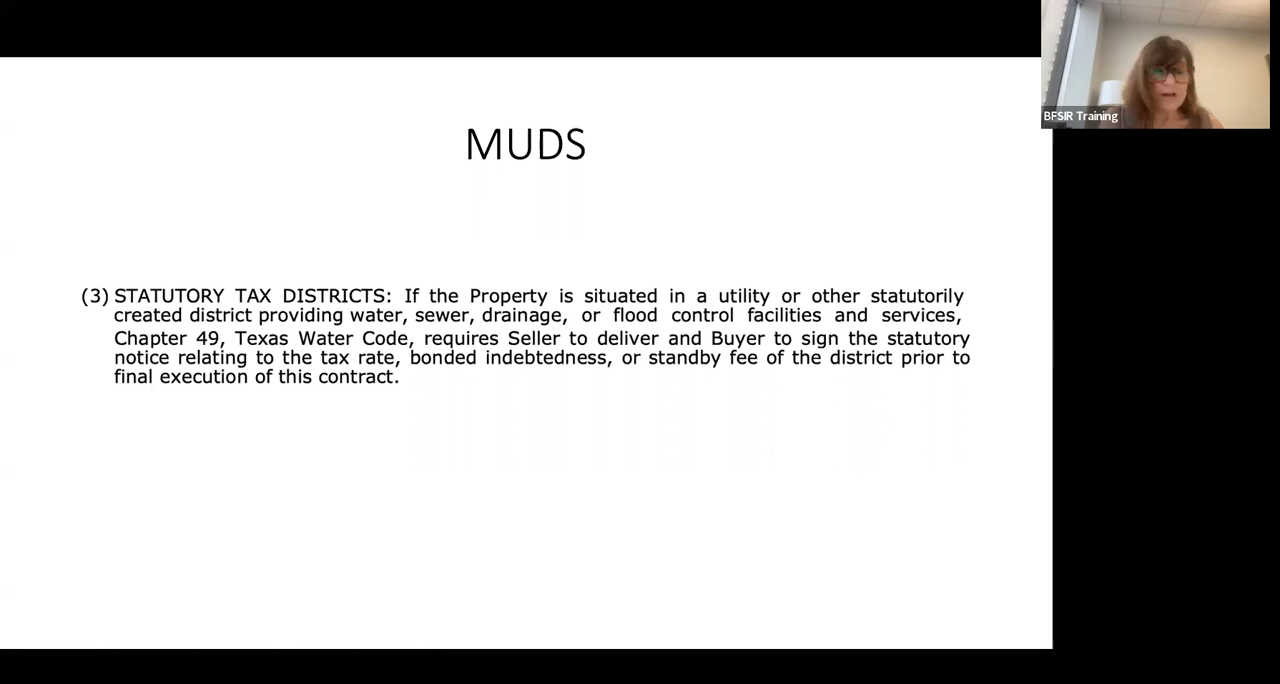 MUDS
(3) STATUTORY TAX DISTRICTS: If the Property is situated in a utility or other statutorily
created district providing water, sewer, drainage, or flood control facilities and services,
Chapter 49, Texas Water Code, requires Seller to deliver and Buyer to sign the statutory
notice relating to the tax rate, bonded indebtedness, or standby fee of the district prior to
final execution of this contract.
BFSIR Training